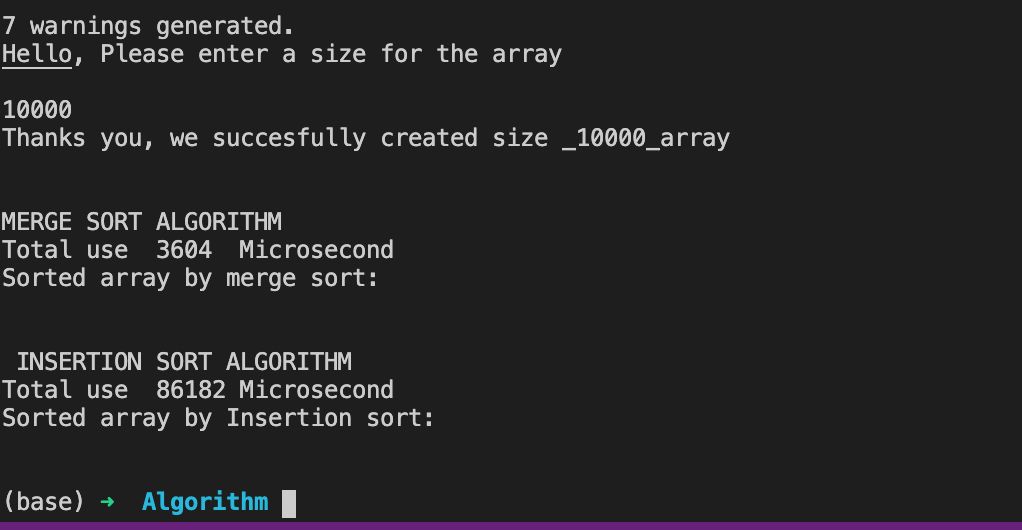 7 warnings generated.
Hello, Please enter a size for the array
10000
Thanks you, we succesfully created size _10000_array
MERGE SORT ALGORITHM
Total use  3604  Microsecond
Sorted array by merge sort:
INSERTION SORT ALGORITHM
Total use  86182 Microsecond
Sorted array by Insertion sort:
(base) ➜  Algorithm